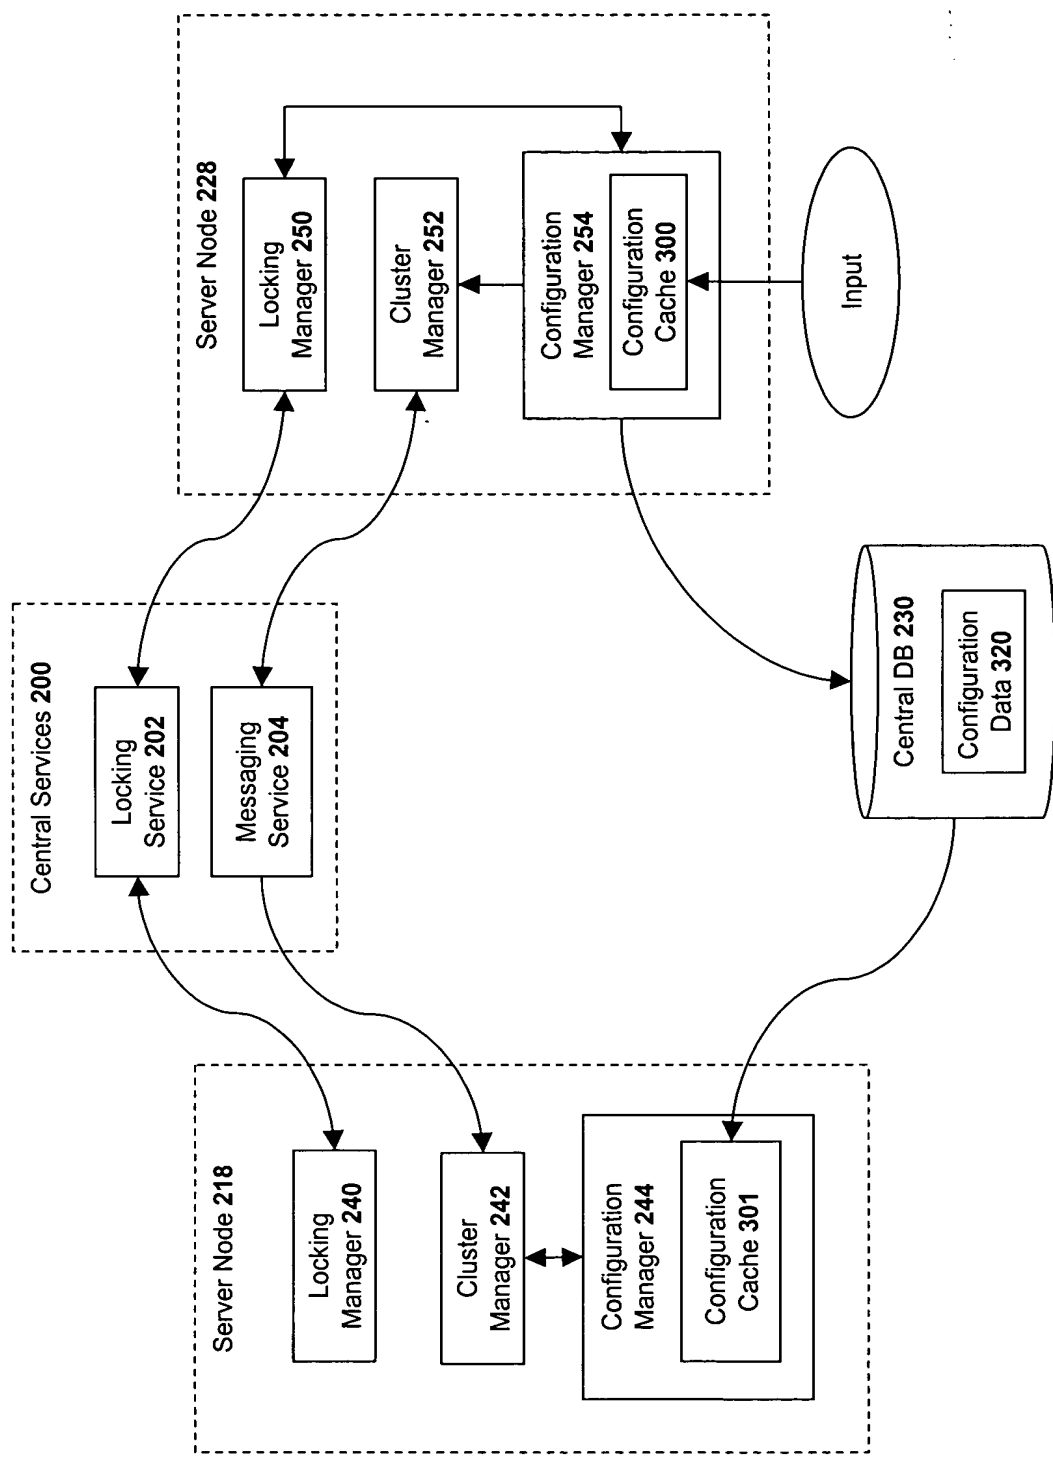 Central Services 200
Locking
Service 202
Messaging
Service 204
Server Node 218
Locking
Manager 240
Cluster
Manager 242
Configuration
Manager 244
Configuration
Cache 301
Server Node 228
Locking
Manager 250
Cluster
Manager 252
Configuration
Manager 254
Configuration
Cache 300
Central DB 230
Configuration
Data 320
Input